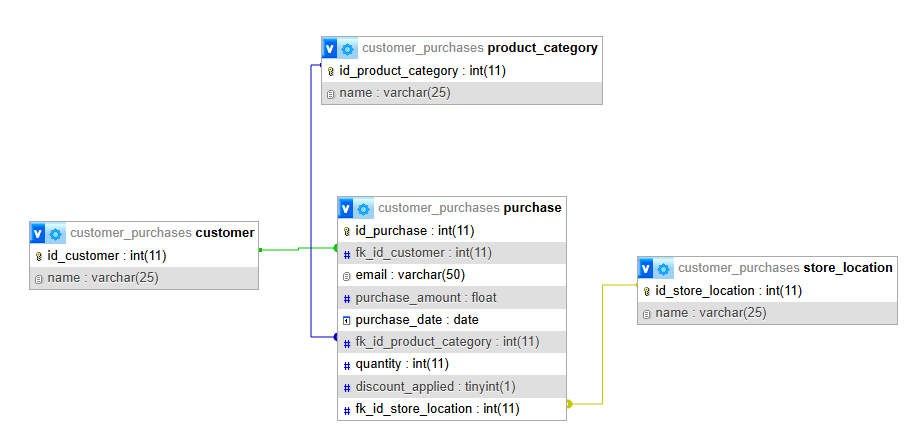 customer_purchases product_category
id_product_category : int(11)
name : varchar(25)
customer_purchases customer
id_customer : int(11)
name : varchar(25)
customer_purchases purchase
id_purchase : int(11)
fk_id_customer : int(11)
email : varchar(50)
purchase_amount : float
purchase_date : date
fk_id_product_category : int(11)
quantity : int(11)
discount_applied : tinyint(1)
fk_id_store_location : int(11)
customer_purchases store_location
id_store_location : int(11)
name : varchar(25)